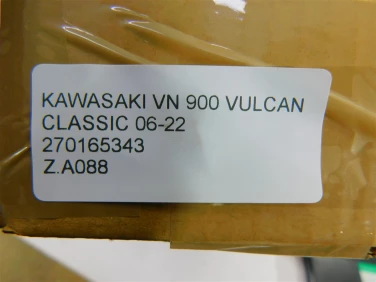 KAWASAKI VN 900 VULCAN
CLASSIC 06-22
270165343
Z.A088